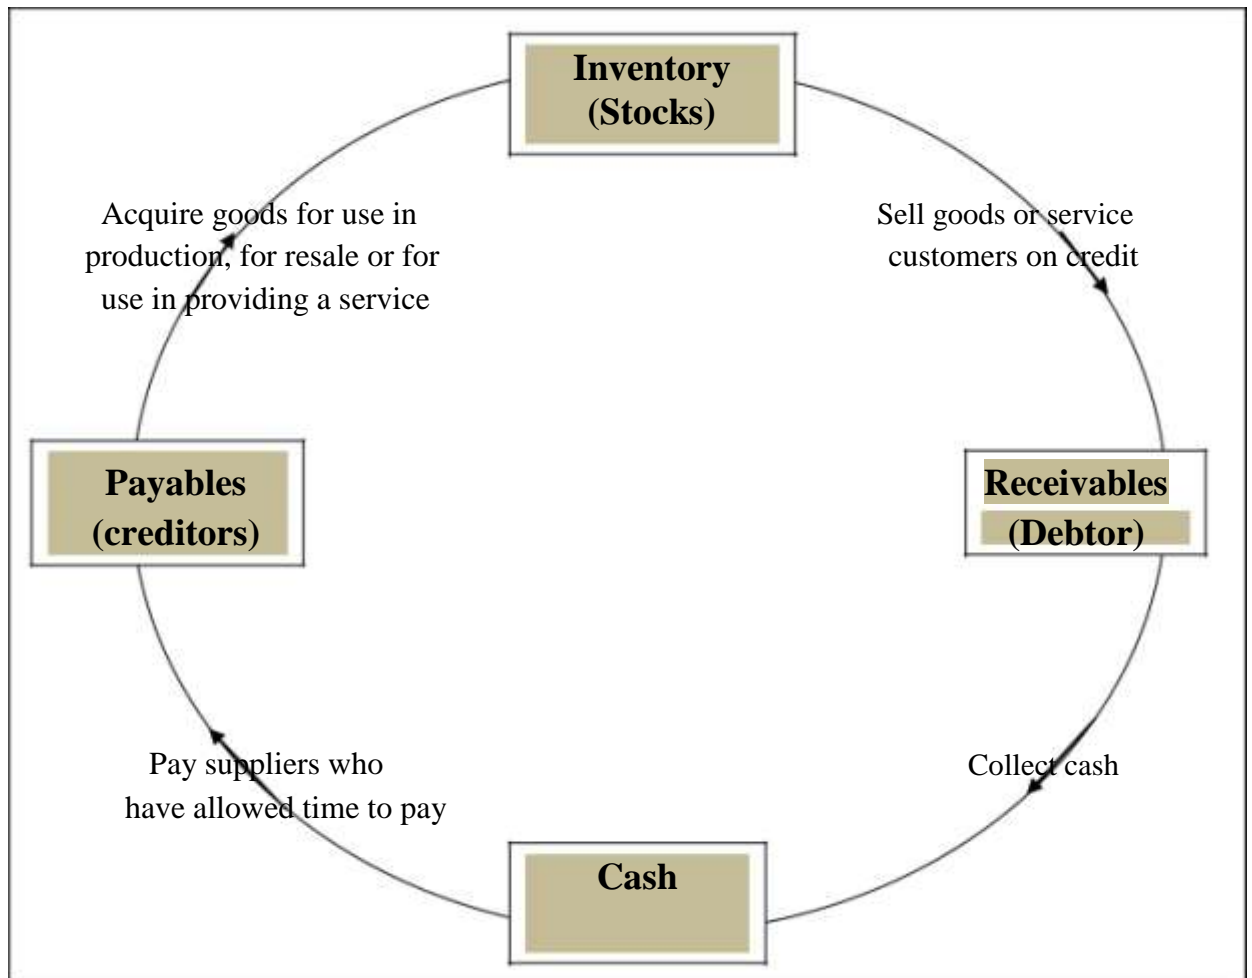 Inventory
(Stocks)
Acquire goods for use in
production, for resale or for
use in providing a service
Sell goods or service
customers on credit
Payables
(creditors)
Receivables
(Debtor)
Pay suppliers who
have allowed time to pay
Collect cash
Cash